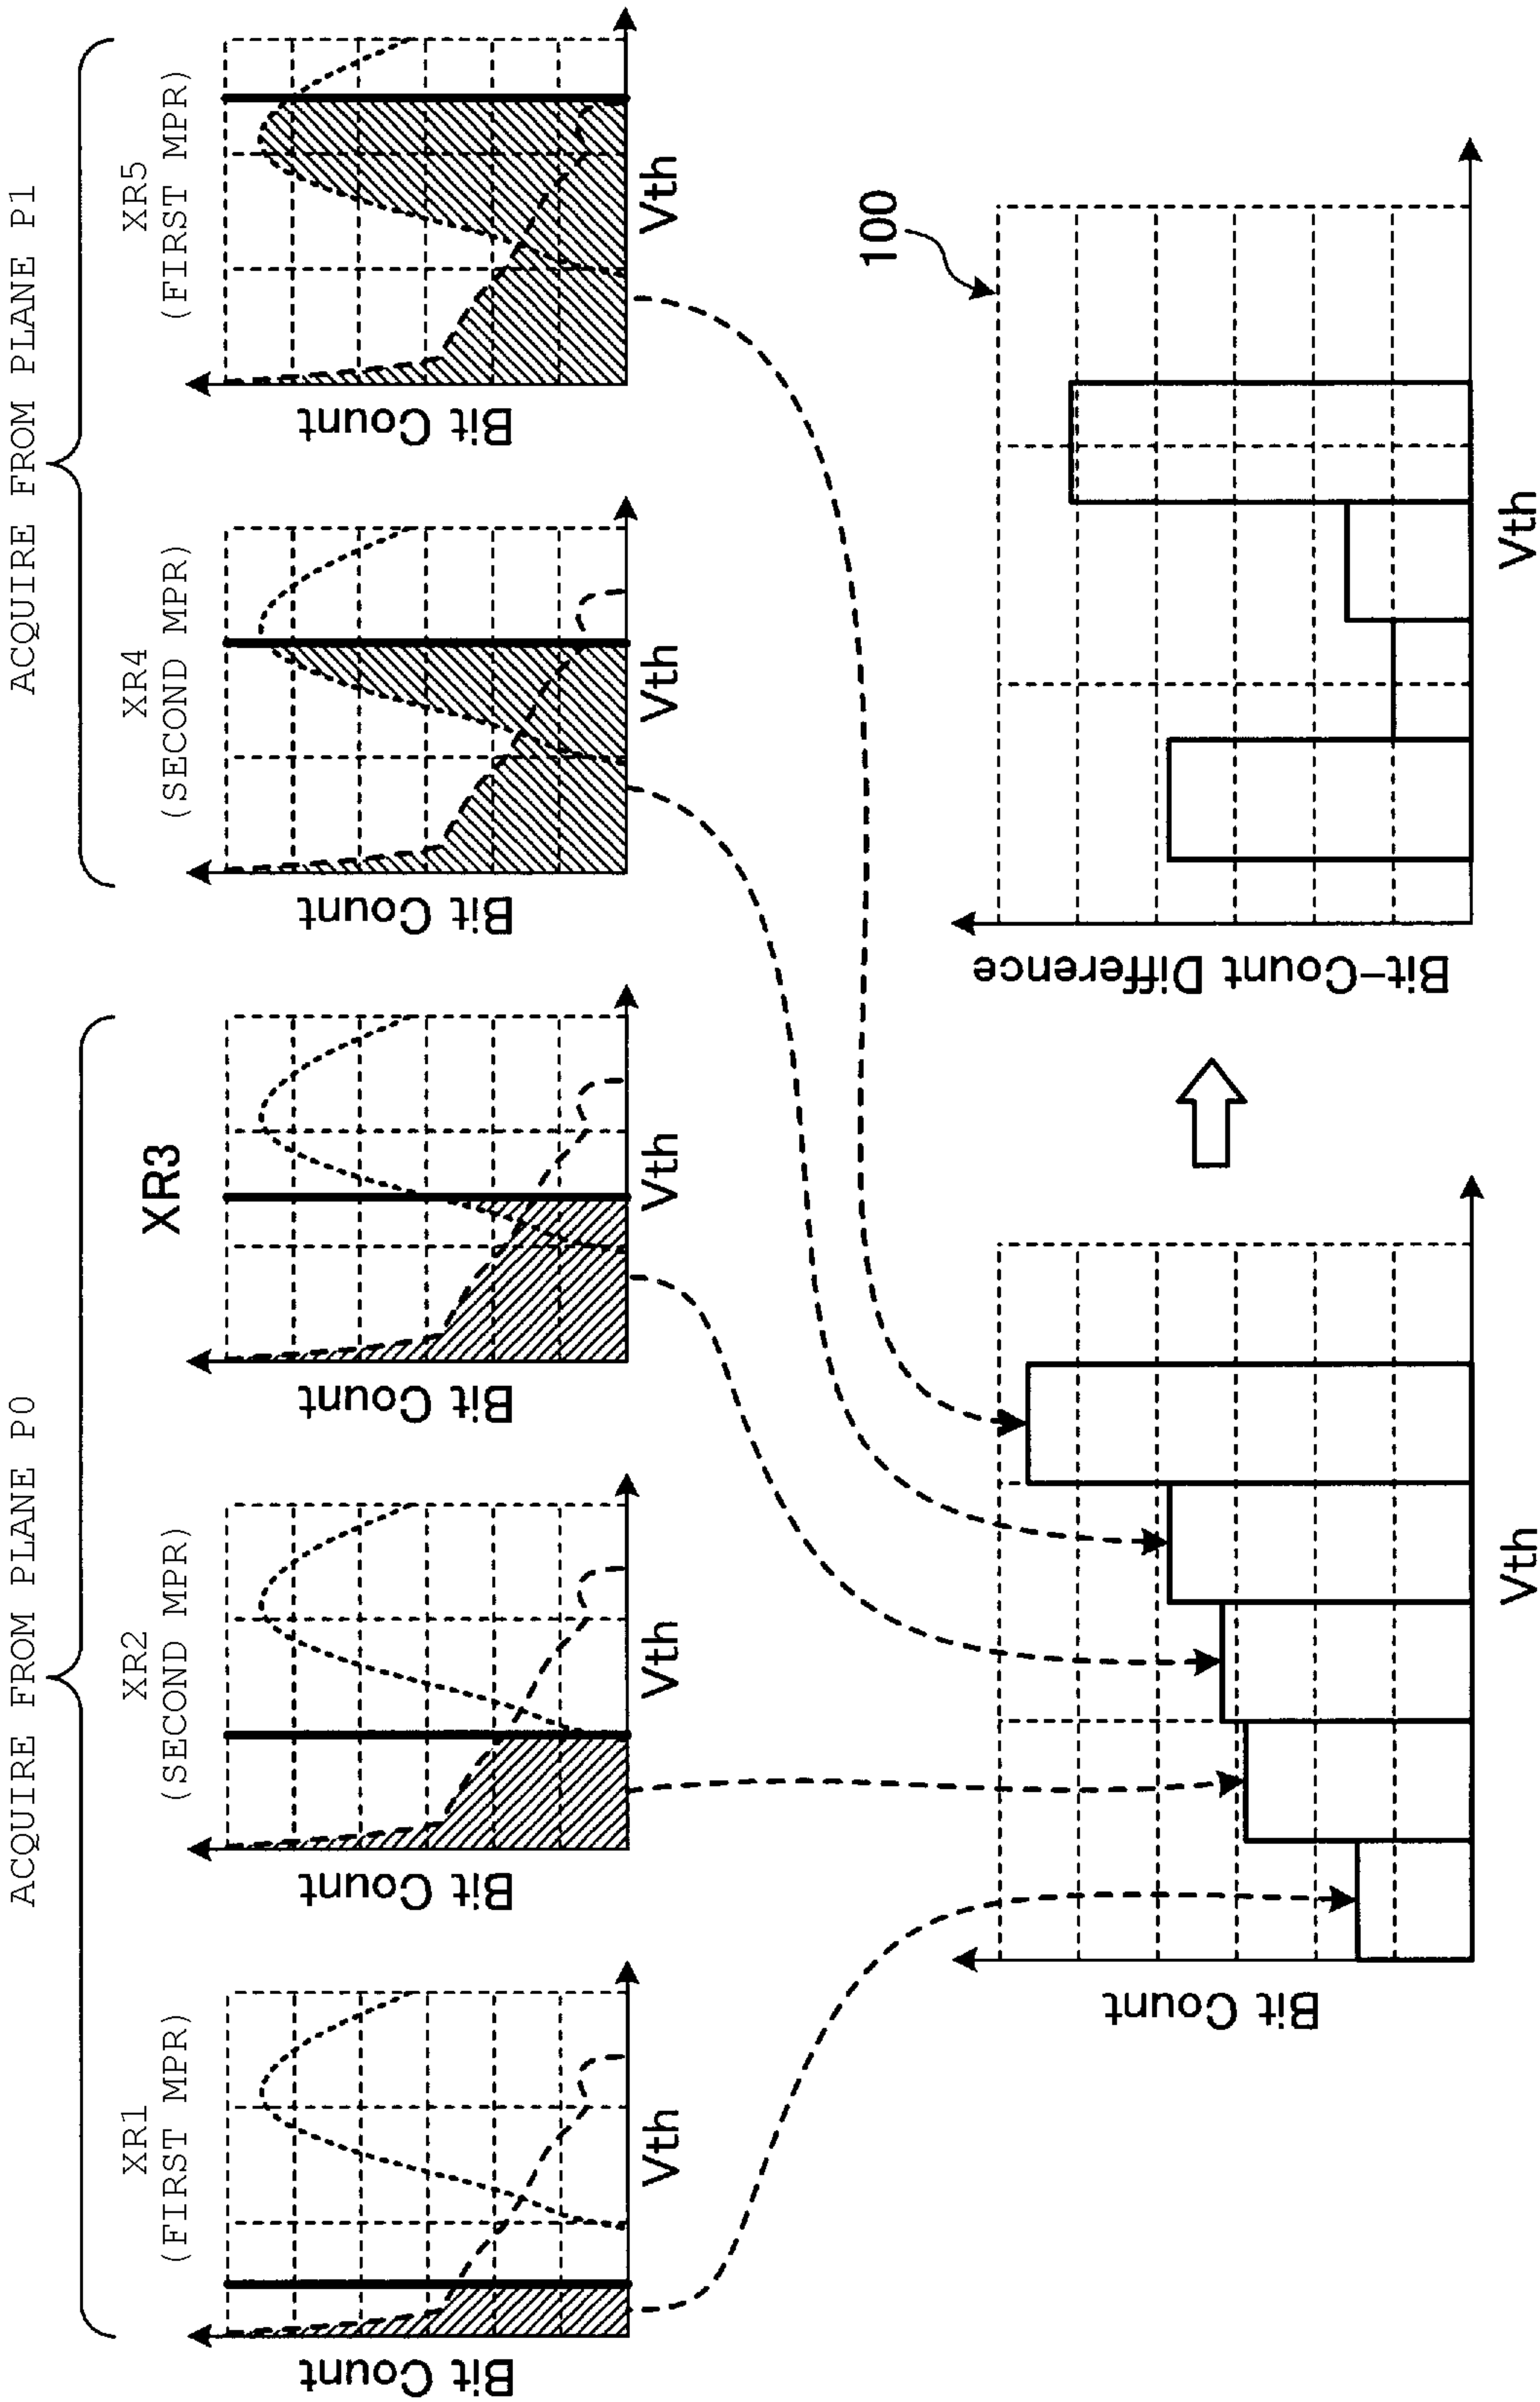 ACQUIRE FROM PLANE P0
ACQUIRE FROM PLANE P1
XR1
(FIRST MPR)
XR2
(SECOND MPR)
XR3
XR4
(SECOND MPR)
XR5
(FIRST MPR)
Bit Count
Vth
Bit Count
Vth
Bit Count
Vth
Bit Count
Vth
Bit Count
Vth
Bit Count
Vth
Bit-Count Difference
Vth
100